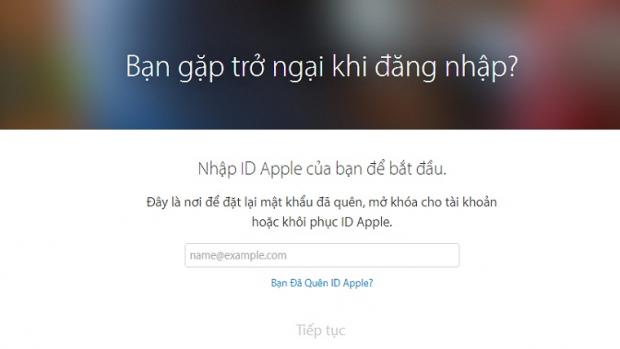 Bạn gặp trở ngại khi đăng nhập?
Nhập ID Apple của bạn để bắt đầu.
Đây là nơi để đặt lại mật khẩu đã quên, mở khóa cho tài khoản
hoặc khôi phục ID Apple.
name@example.com
Bạn Đã Quên ID Apple?
Tiếp tục